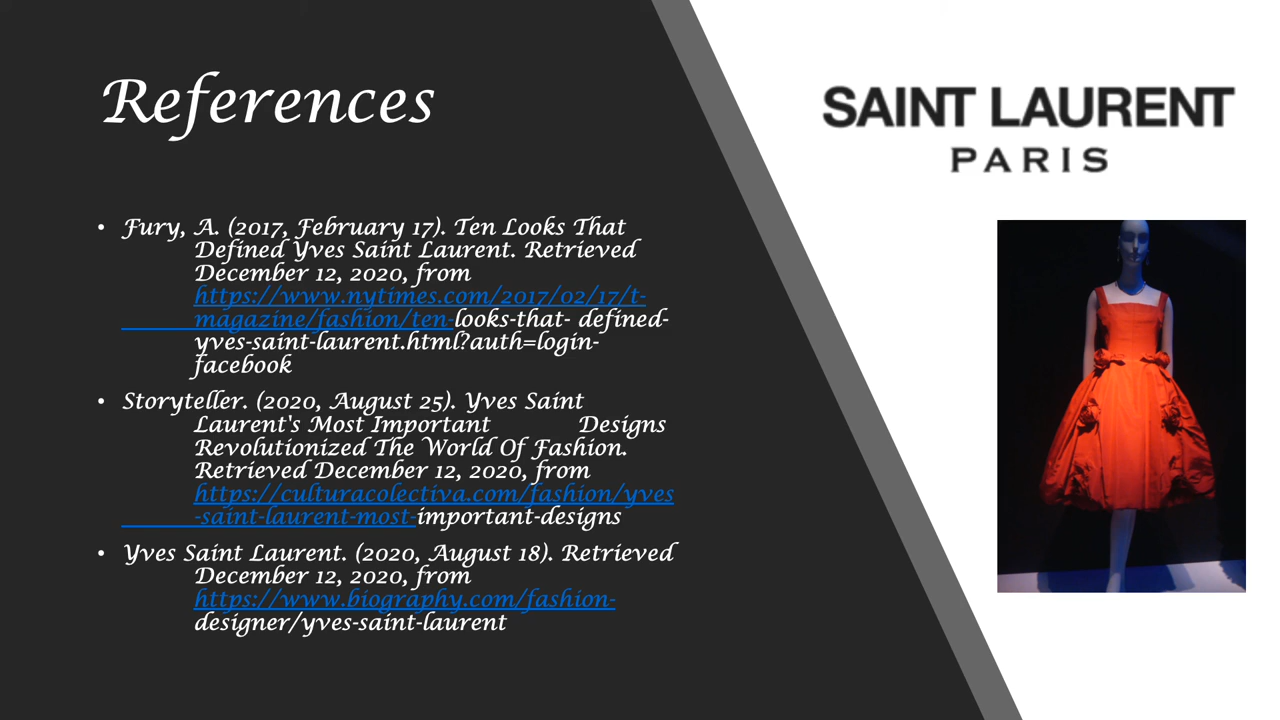 References
• Fury, A. (2017, February 17). Ten Looks That
Defined Yves Saint Laurent. Retrieved
December 12, 2020, from
https://www.nytimes.com/2017/02/17/t-
magazine/fashion/ten-looks-that- defined-
yves-saint-laurent.html?auth=login-
facebook
• Storyteller. (2020, August 25). Yves Saint
Laurent's Most Important Designs
Revolutionized The World Of Fashion.
Retrieved December 12, 2020, from
https://culturacolectiva.com/fashion/yves
-saint-laurent-most-important-designs
• Yves Saint Laurent. (2020, August 18). Retrieved
December 12, 2020, from
https://www.biography.com/fashion-
designer/yves-saint-laurent
SAINT LAURENT
PARIS